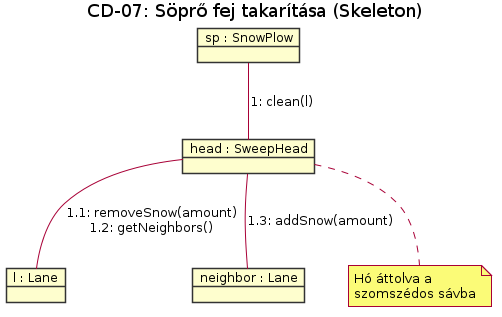 CD-07: Söprő fej takarítása (Skeleton)
sp : SnowPlow
1: clean(l)
head : SweepHead
1.1: removeSnow(amount)
1.2: getNeighbors()
1.3: addSnow(amount)
l : Lane
neighbor : Lane
Hó áttolva a
szomszédos sávba